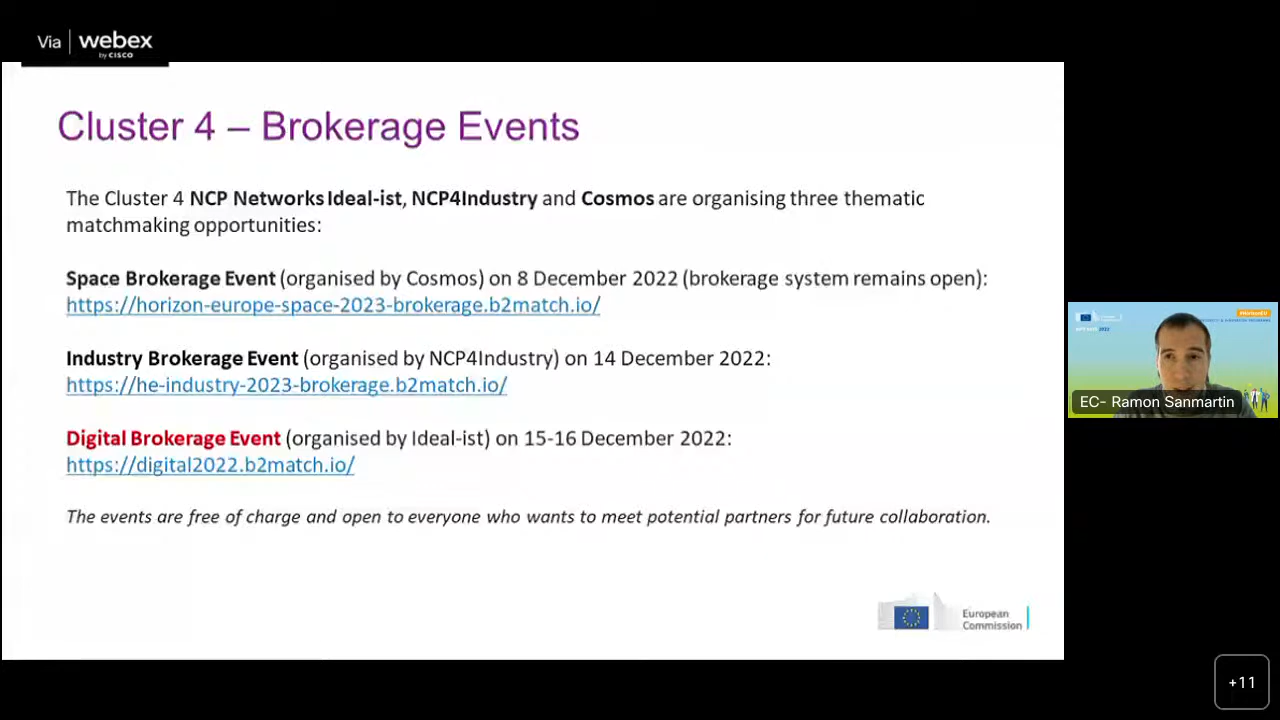 Via webex
by CISCO
Cluster 4 – Brokerage Events
The Cluster 4 NCP Networks Ideal-ist, NCP4Industry and Cosmos are organising three thematic
matchmaking opportunities:
Space Brokerage Event (organised by Cosmos) on 8 December 2022 (brokerage system remains open):
https://horizon-europe-space-2023-brokerage.b2match.io/
Industry Brokerage Event (organised by NCP4Industry) on 14 December 2022:
https://he-industry-2023-brokerage.b2match.io/
Digital Brokerage Event (organised by Ideal-ist) on 15-16 December 2022:
https://digital2022.b2match.io/
The events are free of charge and open to everyone who wants to meet potential partners for future collaboration.
European
Commission
#HorizonEU
EC- Ramon Sanmartin
+11